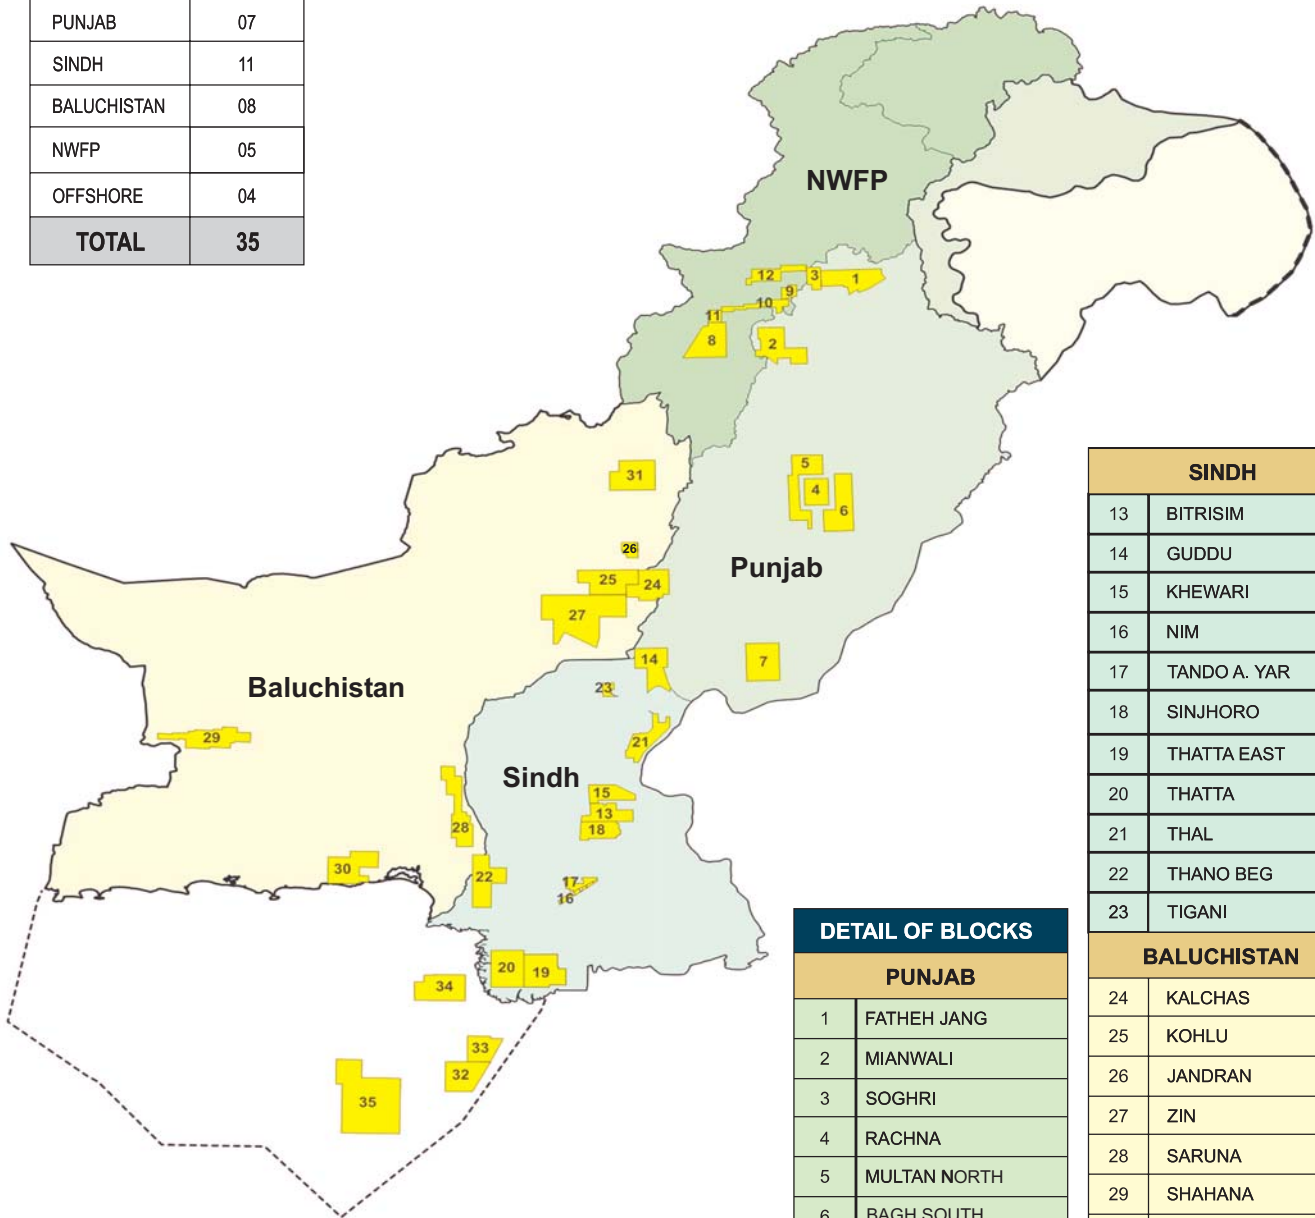 PUNJAB 07
SINDH 11
BALUCHISTAN 08
NWFP 05
OFFSHORE 04
TOTAL 35
NWFP
12
3
1
9
10
11
8
2
5
4
6
31
26
Punjab
25
24
27
14
7
Baluchistan
23
29
21
Sindh
15
13
18
28
30
22
17
16
20
19
34
33
32
35
SINDH
13 BITRISIM
14 GUDDU
15 KHEWARI
16 NIM
17 TANDO A. YAR
18 SINJHORO
19 THATTA EAST
20 THATTA
21 THAL
22 THANO BEG
23 TIGANI
BALUCHISTAN
24 KALCHAS
25 KOHLU
26 JANDRAN
27 ZIN
28 SARUNA
29 SHAHANA
DETAIL OF BLOCKS
PUNJAB
1 FATHEH JANG
2 MIANWALI
3 SOGHRI
4 RACHNA
5 MULTAN NORTH
6 BAGH SOUTH